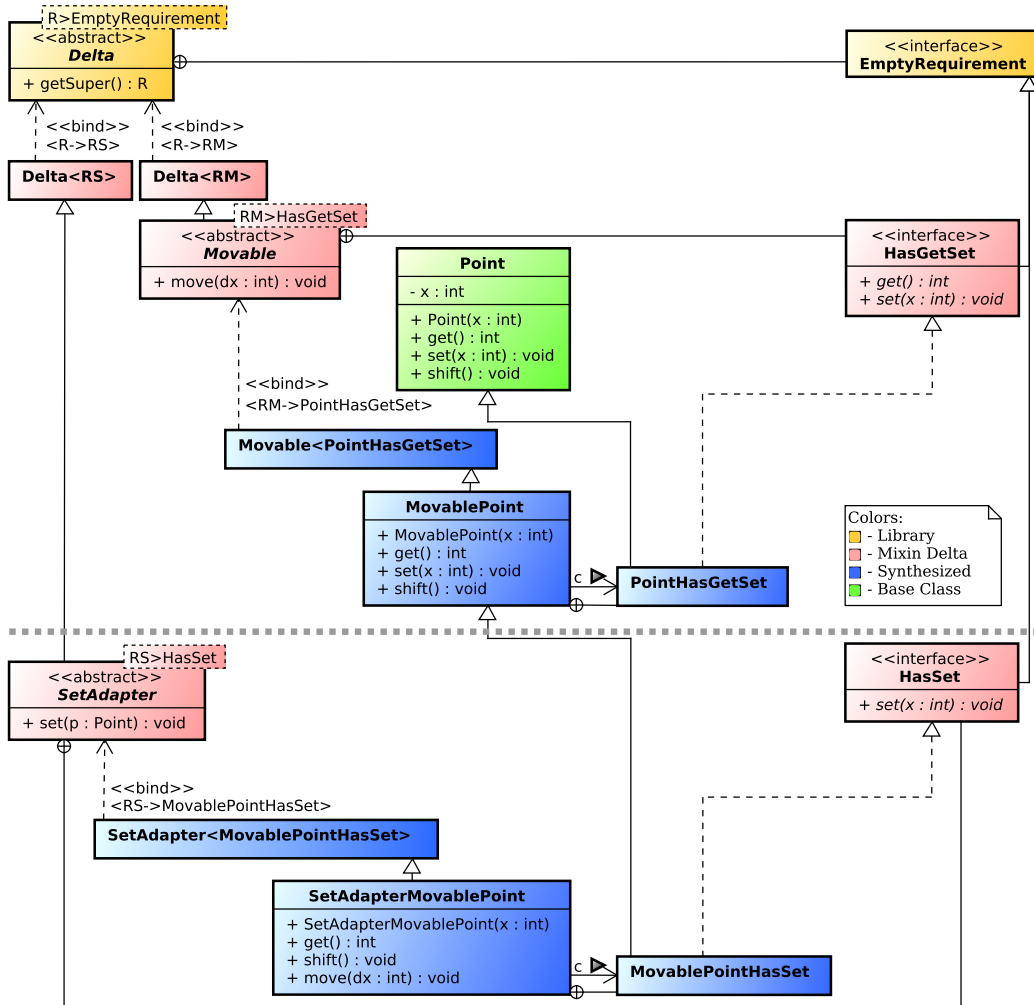 R>EmptyRequirement
<<abstract>>
Delta
+ getSuper() : R
<<interface>>
EmptyRequirement
<<bind>>
<R->RS>
<<bind>>
<R->RM>
Delta<RS>
Delta<RM>
RM>HasGetSet
<<abstract>>
Movable
+ move(dx : int) : void
<<interface>>
HasGetSet
+ get() : int
+ set(x : int) : void
Point
- x : int
+ Point(x : int)
+ get() : int
+ set(x : int) : void
+ shift() : void
<<bind>>
<RM->PointHasGetSet>
Movable<PointHasGetSet>
MovablePoint
+ MovablePoint(x : int)
+ get() : int
+ set(x : int) : void
+ shift() : void
c
PointHasGetSet
Colors:
- Library
- Mixin Delta
- Synthesized
- Base Class
RS>HasSet
<<abstract>>
SetAdapter
+ set(p : Point) : void
<<interface>>
HasSet
+ set(x : int) : void
<<bind>>
<RS->MovablePointHasSet>
SetAdapter<MovablePointHasSet>
SetAdapterMovablePoint
+ SetAdapterMovablePoint(x : int)
+ get() : int
+ shift() : void
+ move(dx : int) : void
c
MovablePointHasSet